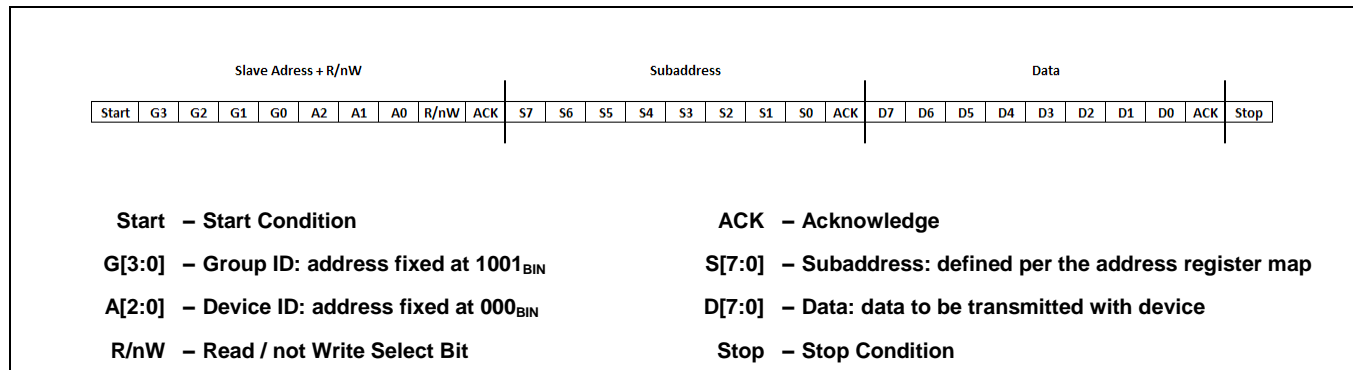 Slave Adress + R/nW Subaddress Data
Start G3 G2 G1 G0 A2 A1 A0 R/nW ACK S7 S6 S5 S4 S3 S2 S1 S0 ACK D7 D6 D5 D4 D3 D2 D1 D0 ACK Stop
Start – Start Condition ACK – Acknowledge
G[3:0] – Group ID: address fixed at 1001BIN S[7:0] – Subaddress: defined per the address register map
A[2:0] – Device ID: address fixed at 000BIN D[7:0] – Data: data to be transmitted with device
R/nW – Read / not Write Select Bit Stop – Stop Condition